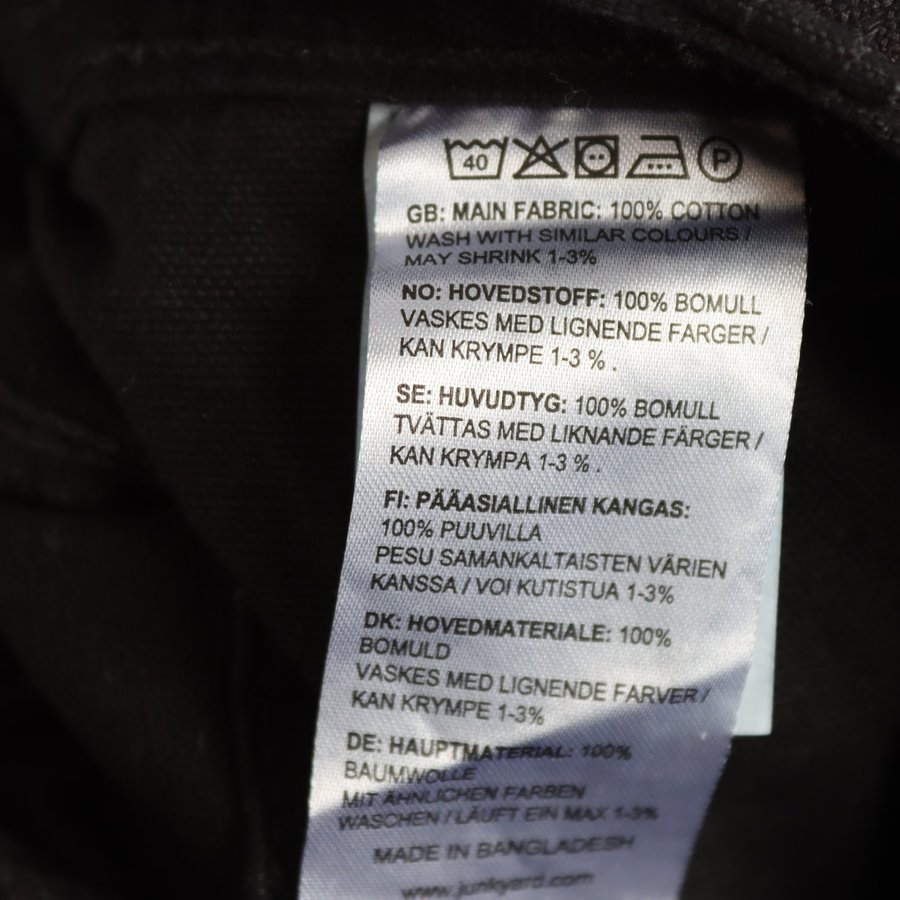 40 P
GB: MAIN FABRIC: 100% COTTON
WASH WITH SIMILAR COLOURS /
MAY SHRINK 1-3%
NO: HOVEDSTOFF: 100% BOMULL
VASKES MED LIGNENDE FARGER /
KAN KRYMPE 1-3 % .
SE: HUVUDTYG: 100% BOMULL
TVÄTTAS MED LIKNANDE FÄRGER /
KAN KRYMPA 1-3 % .
FI: PÄÄASIALLINEN KANGAS:
100% PUUVILLA
PESU SAMANKALTAISTEN VÄRIEN
KANSSA / VOI KUTISTUA 1-3%
DK: HOVEDMATERIALE: 100%
BOMULD
VASKES MED LIGNENDE FARVER /
KAN KRYMPE 1-3%
DE: HAUPTMATERIAL: 100%
BAUMWOLLE
MIT ÄHNLICHEN FARBEN
WASCHEN / LÄUFT EIN MAX 1-3%
MADE IN BANGLADESH
www.junkyard.com